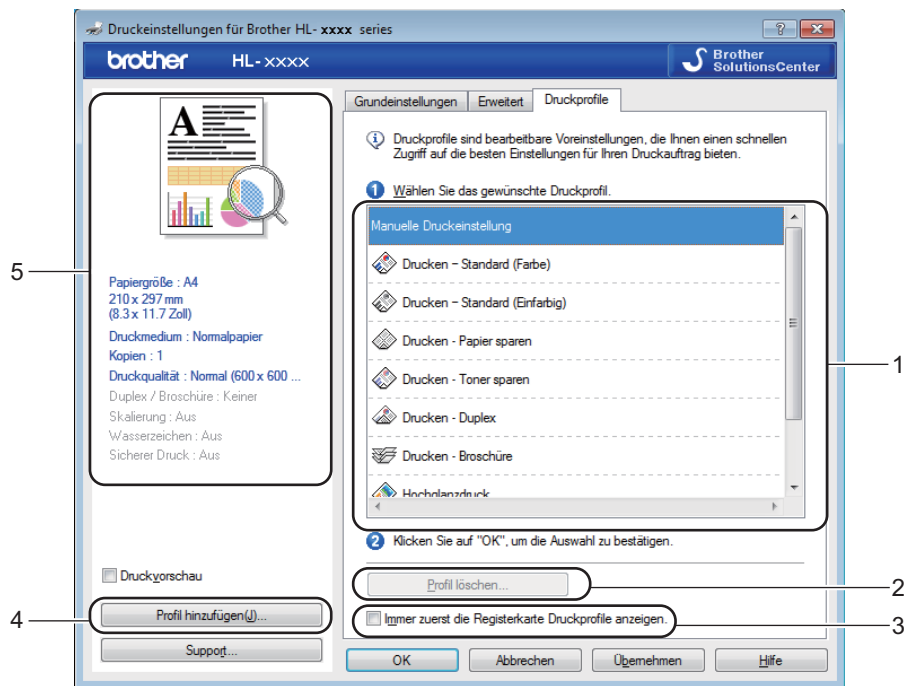 Druckeinstellungen für Brother HL- xxxx series
brother HL- xxxx
Brother
SolutionsCenter
A
Papiergröße : A4
210 x 297 mm
(8.3 x 11.7 Zoll)
Druckmedium : Normalpapier
Kopien : 1
Druckqualität : Normal (600 x 600 ...
Duplex / Broschüre : Keiner
Skalierung : Aus
Wasserzeichen : Aus
Sicherer Druck : Aus
5
Druckvorschau
Profil hinzufügen(J)...
4
Support...
Grundeinstellungen Erweitert Druckprofile
Druckprofile sind bearbeitbare Voreinstellungen, die Ihnen einen schnellen
Zugriff auf die besten Einstellungen für Ihren Druckauftrag bieten.
1 Wählen Sie das gewünschte Druckprofil.
Manuelle Druckeinstellung
Drucken – Standard (Farbe)
Drucken – Standard (Einfarbig)
Drucken - Papier sparen
Drucken - Toner sparen
Drucken - Duplex
Drucken - Broschüre
Hochglanzdruck
1
2 Klicken Sie auf "OK", um die Auswahl zu bestätigen.
Profil löschen...
2
Immer zuerst die Registerkarte Druckprofile anzeigen.
3
OK Abbrechen Übernehmen Hilfe